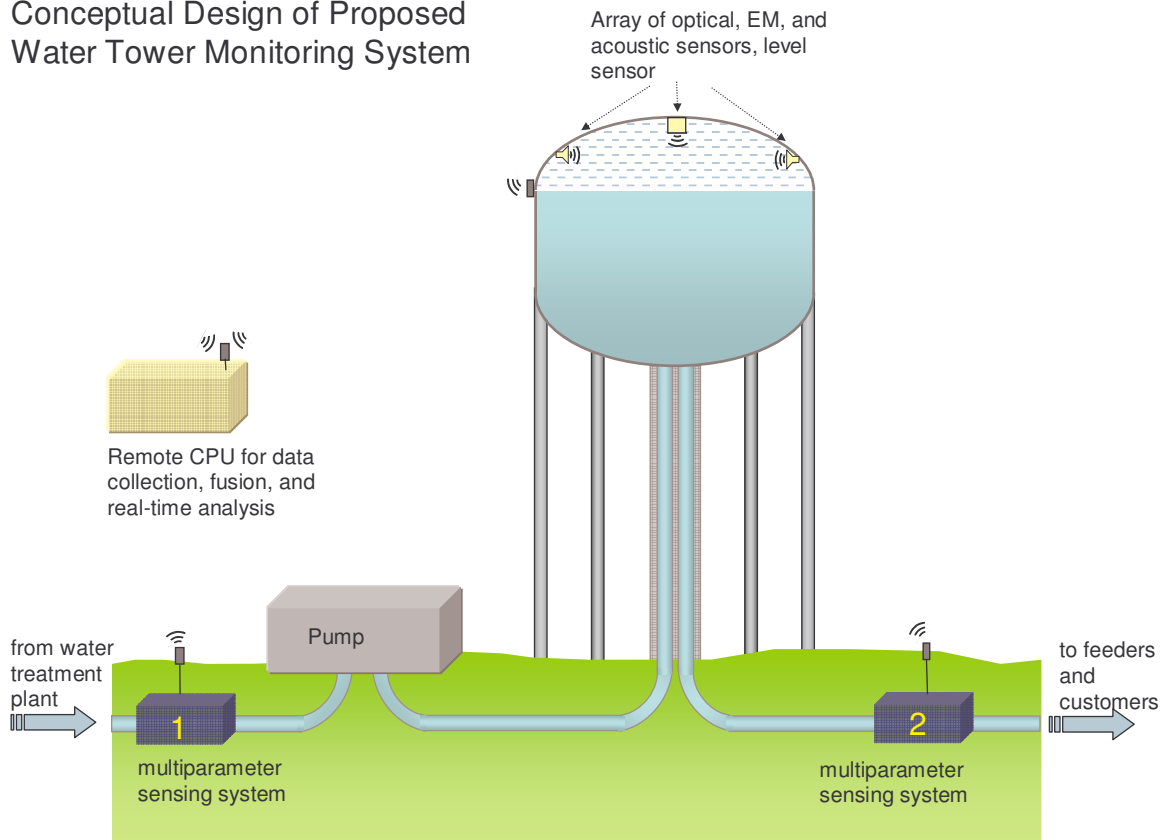 Conceptual Design of Proposed
Water Tower Monitoring System
Array of optical, EM, and
acoustic sensors, level
sensor
Remote CPU for data
collection, fusion, and
real-time analysis
Pump
from water
treatment
plant
1
multiparameter
sensing system
2
multiparameter
sensing system
to feeders
and
customers